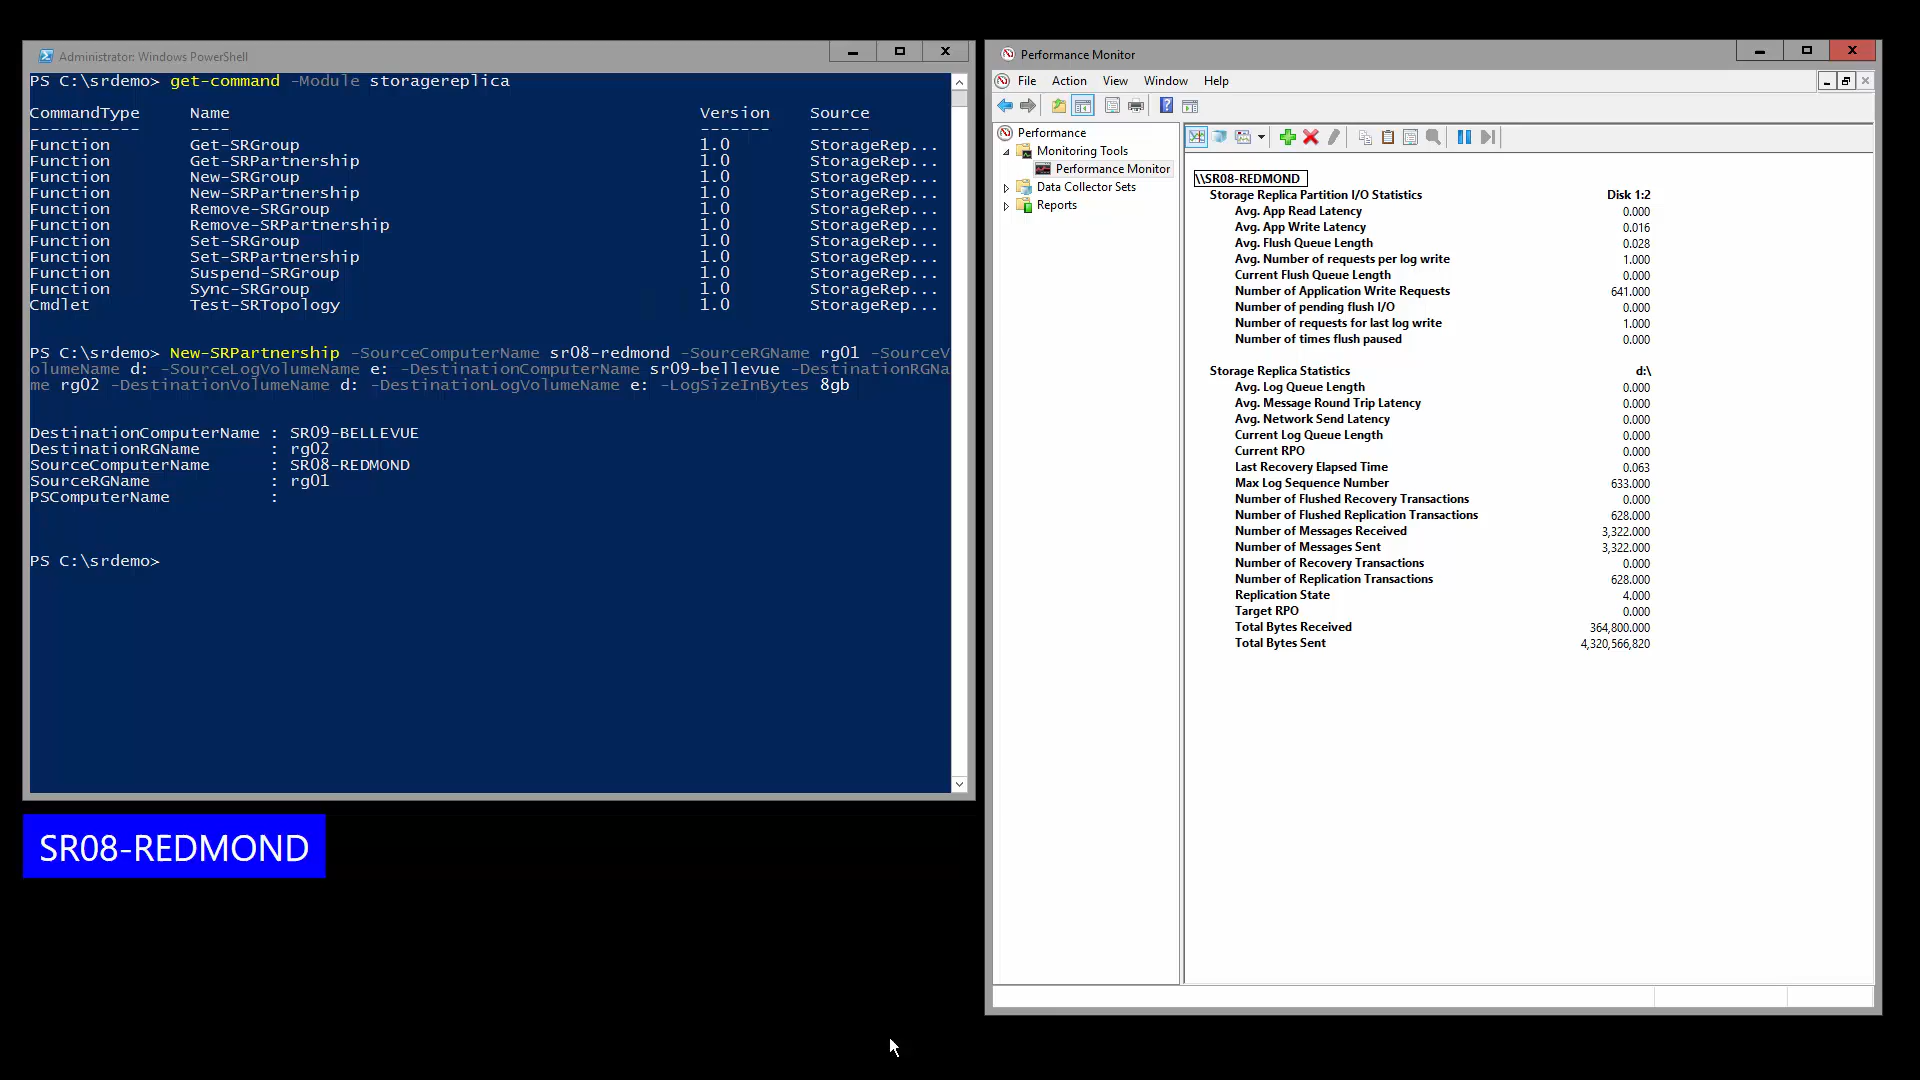 Administrator: Windows PowerShell
PS C:\srdemo> get-command -Module storagereplica
CommandType Name Version Source
----------- ---- ------- ------
Function Get-SRGroup 1.0 StorageRep...
Function Get-SRPartnership 1.0 StorageRep...
Function New-SRGroup 1.0 StorageRep...
Function New-SRPartnership 1.0 StorageRep...
Function Remove-SRGroup 1.0 StorageRep...
Function Remove-SRPartnership 1.0 StorageRep...
Function Set-SRGroup 1.0 StorageRep...
Function Set-SRPartnership 1.0 StorageRep...
Function Suspend-SRGroup 1.0 StorageRep...
Function Sync-SRGroup 1.0 StorageRep...
Cmdlet Test-SRTopology 1.0 StorageRep...
PS C:\srdemo> New-SRPartnership -SourceComputerName sr08-redmond -SourceRGName rg01 -SourceV
olumeName d: -SourceLogVolumeName e: -DestinationComputerName sr09-bellevue -DestinationRGNa
me rg02 -DestinationVolumeName d: -DestinationLogVolumeName e: -LogSizeInBytes 8gb
DestinationComputerName : SR09-BELLEVUE
DestinationRGName : rg02
SourceComputerName : SR08-REDMOND
SourceRGName : rg01
PSComputerName :
PS C:\srdemo>
SR08-REDMOND
Performance Monitor
File Action View Window Help
Performance
Monitoring Tools
Performance Monitor
Data Collector Sets
Reports
\\SR08-REDMOND
Storage Replica Partition I/O Statistics Disk 1:2
Avg. App Read Latency 0.000
Avg. App Write Latency 0.016
Avg. Flush Queue Length 0.028
Avg. Number of requests per log write 1.000
Current Flush Queue Length 0.000
Number of Application Write Requests 641.000
Number of pending flush I/O 0.000
Number of requests for last log write 1.000
Number of times flush paused 0.000
Storage Replica Statistics d:\
Avg. Log Queue Length 0.000
Avg. Message Round Trip Latency 0.000
Avg. Network Send Latency 0.000
Current Log Queue Length 0.000
Current RPO 0.000
Last Recovery Elapsed Time 0.063
Max Log Sequence Number 633.000
Number of Flushed Recovery Transactions 0.000
Number of Flushed Replication Transactions 628.000
Number of Messages Received 3,322.000
Number of Messages Sent 3,322.000
Number of Recovery Transactions 0.000
Number of Replication Transactions 628.000
Replication State 4.000
Target RPO 0.000
Total Bytes Received 364,800.000
Total Bytes Sent 4,320,566,820